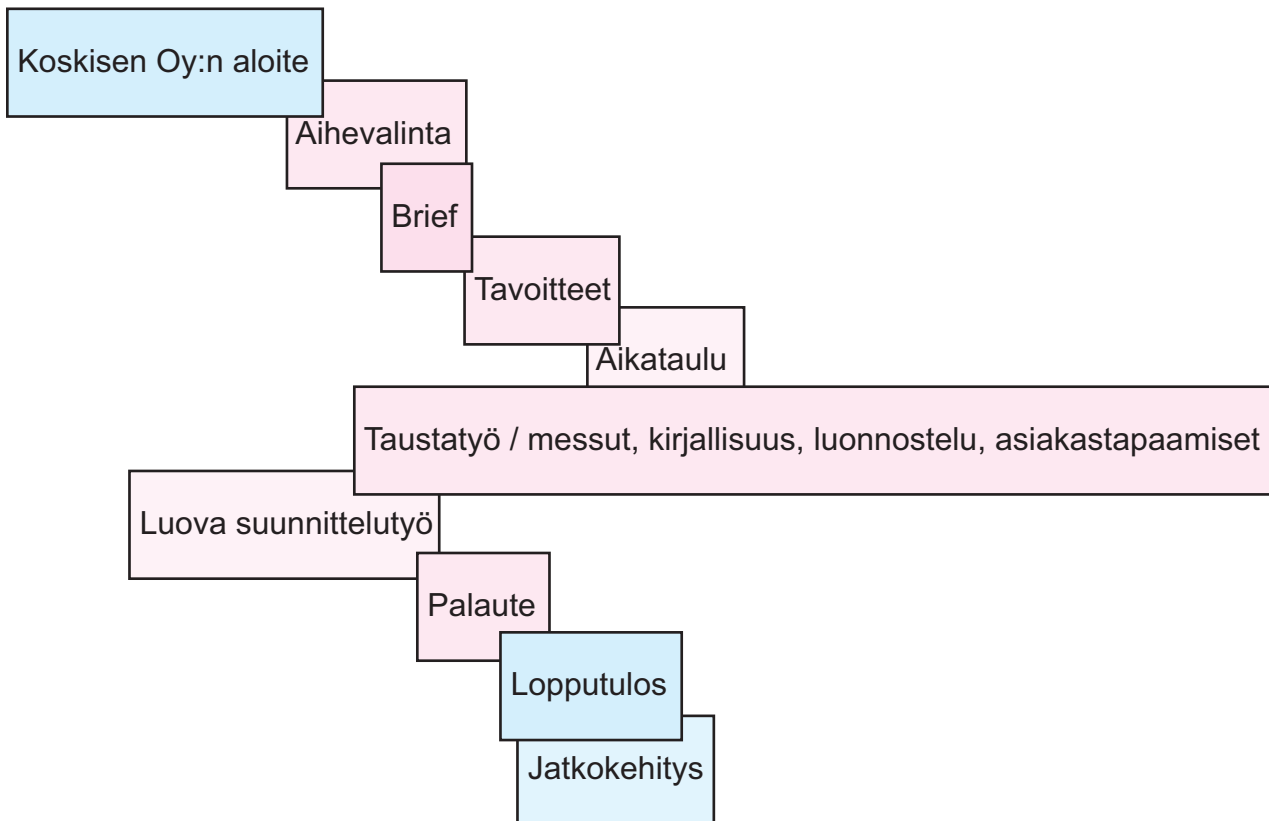 Koskisen Oy:n aloite
Aihevalinta
Brief
Tavoitteet
Aikataulu
Taustatyö / messut, kirjallisuus, luonnostelu, asiakastapaamiset
Luova suunnittelutyö
Palaute
Lopputulos
Jatkokehitys